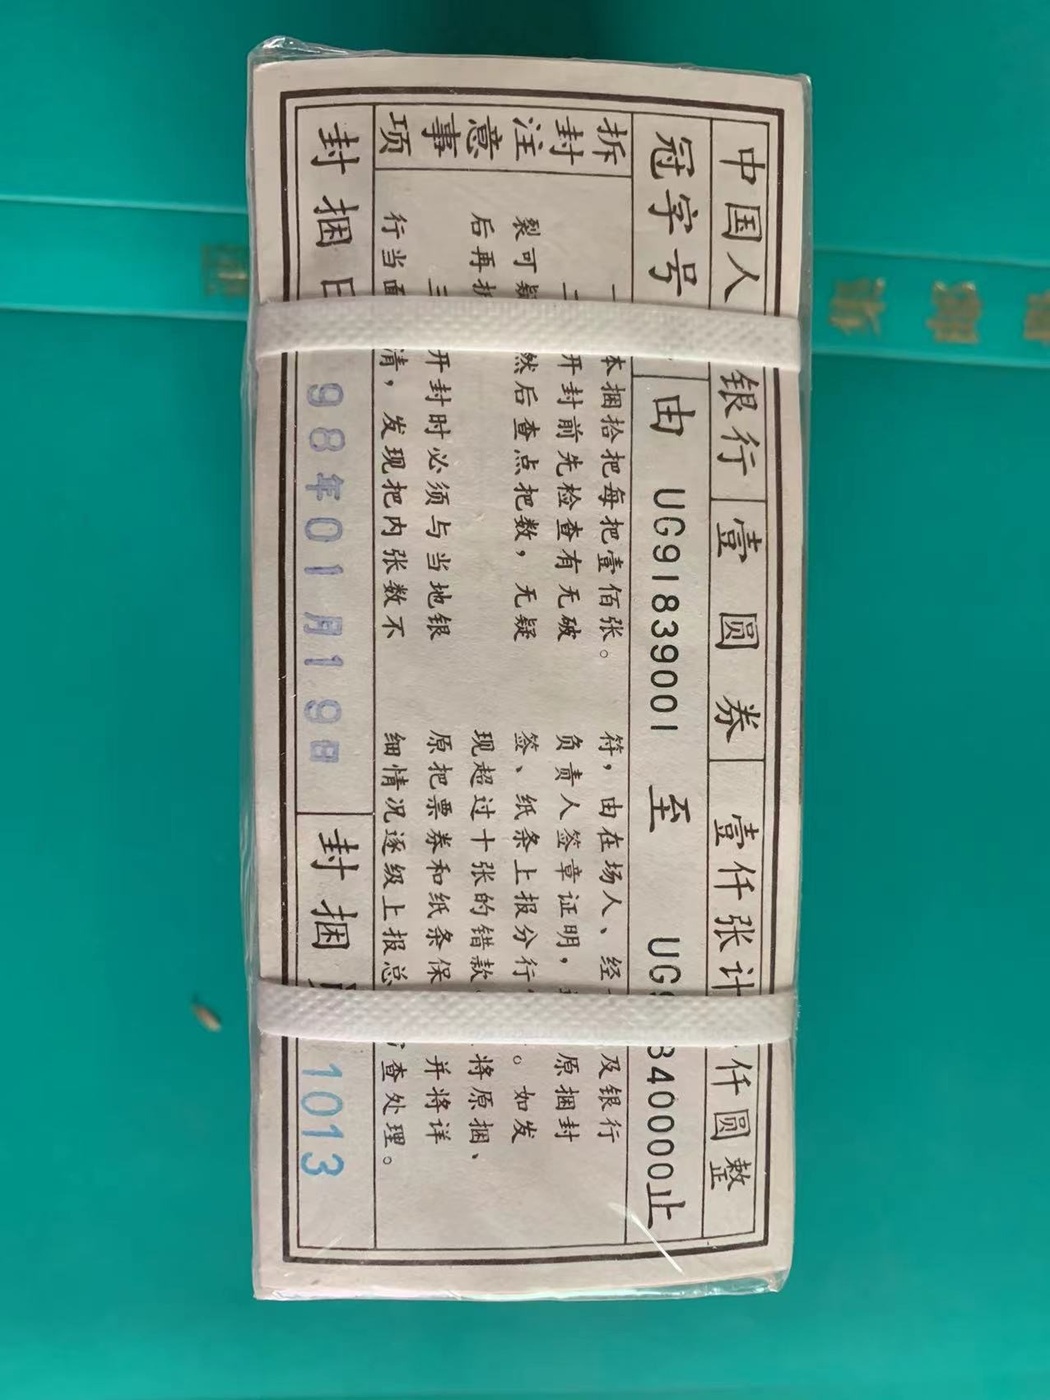 中国人 银行 壹圆券 壹仟张计 仟圆整
冠字号 由 UG91839001 至 UG 840000止
拆封注意事项
一 本捆拾把每把壹佰张。
二 开封前先检查有无破
裂可疑 然后查点把数，无疑
后再拆
三 开封时必须与当地银
行当面 清，发现把内张数不
符，由在场人、经 及银行
负责人签章证明， 原捆封
签、纸条上报分行 。如发
现超过十张的错款 将原捆、
原把票券和纸条保 并将详
细情况逐级上报总 查处理。
封捆日 98年01月19日 封捆 1013